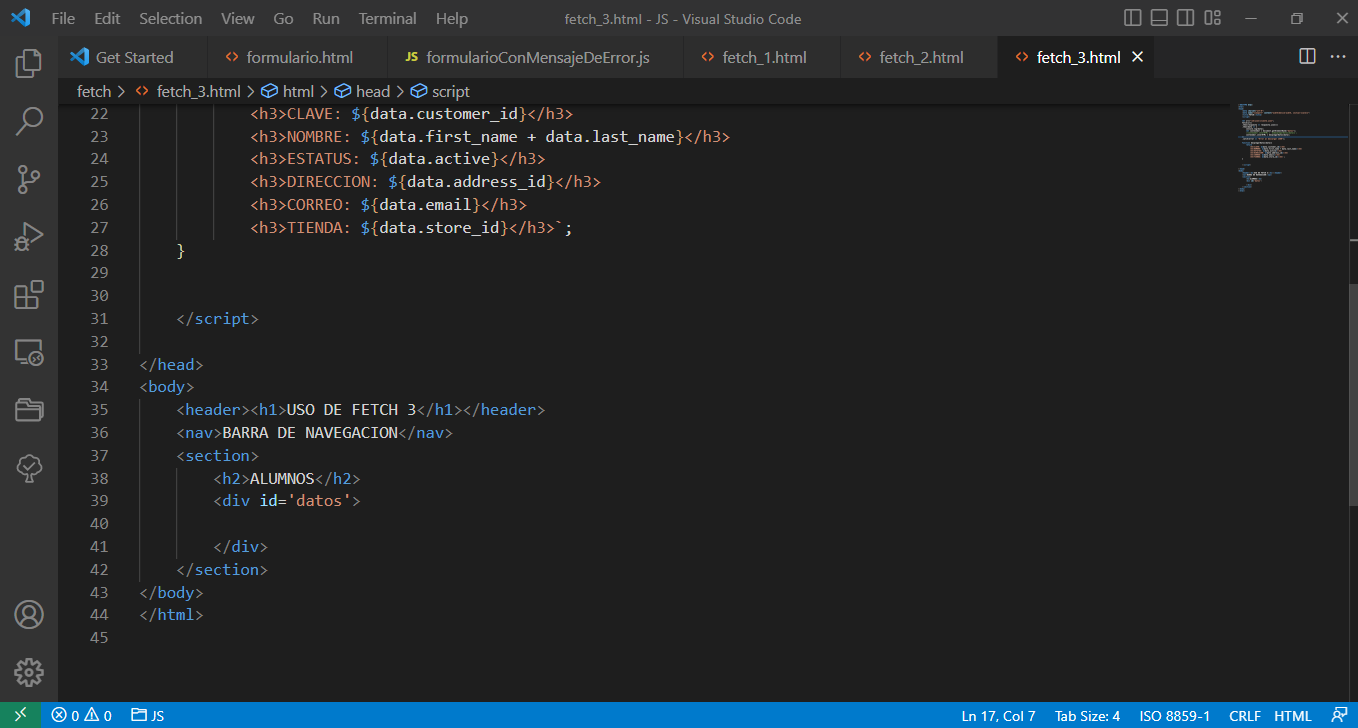 File Edit Selection View Go Run Terminal Help fetch_3.html - JS - Visual Studio Code
Get Started formulario.html JS formularioConMensajeDeError.js fetch_1.html fetch_2.html fetch_3.html
fetch > fetch_3.html > html > head > script
22 <h3>CLAVE: ${data.customer_id}</h3>
23 <h3>NOMBRE: ${data.first_name + data.last_name}</h3>
24 <h3>ESTATUS: ${data.active}</h3>
25 <h3>DIRECCION: ${data.address_id}</h3>
26 <h3>CORREO: ${data.email}</h3>
27 <h3>TIENDA: ${data.store_id}</h3>`;
28 }
29
30
31 </script>
32
33 </head>
34 <body>
35 <header><h1>USO DE FETCH 3</h1></header>
36 <nav>BARRA DE NAVEGACION</nav>
37 <section>
38 <h2>ALUMNOS</h2>
39 <div id='datos'>
40
41 </div>
42 </section>
43 </body>
44 </html>
45
0 0 JS Ln 17, Col 7 Tab Size: 4 ISO 8859-1 CRLF HTML